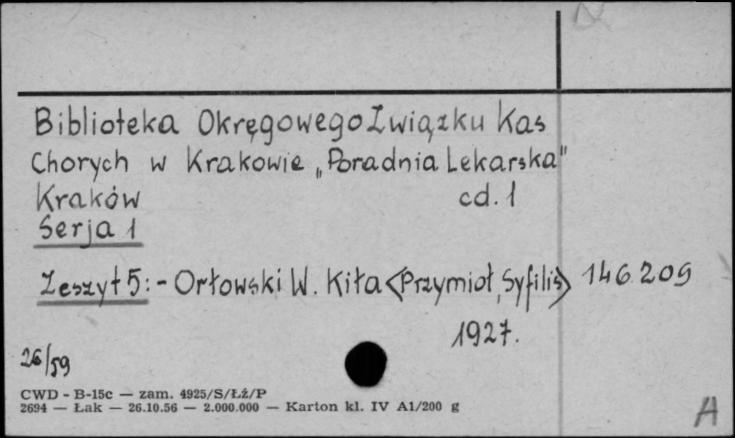 Biblioteka Okręgowego Związku Kas
Chorych w Krakowie „Poradnia Lekarska"
Kraków cd. 1
Serja 1
Zeszyt 5: - Orłowski W. Kiła <Przymiot, Syfilis> 146.209
1927.
26/59
CWD - B-15c — zam. 4925/S/Łż/P
2694 — Łak — 26.10.56 — 2.000.000 — Karton kl. IV A1/200 g
A